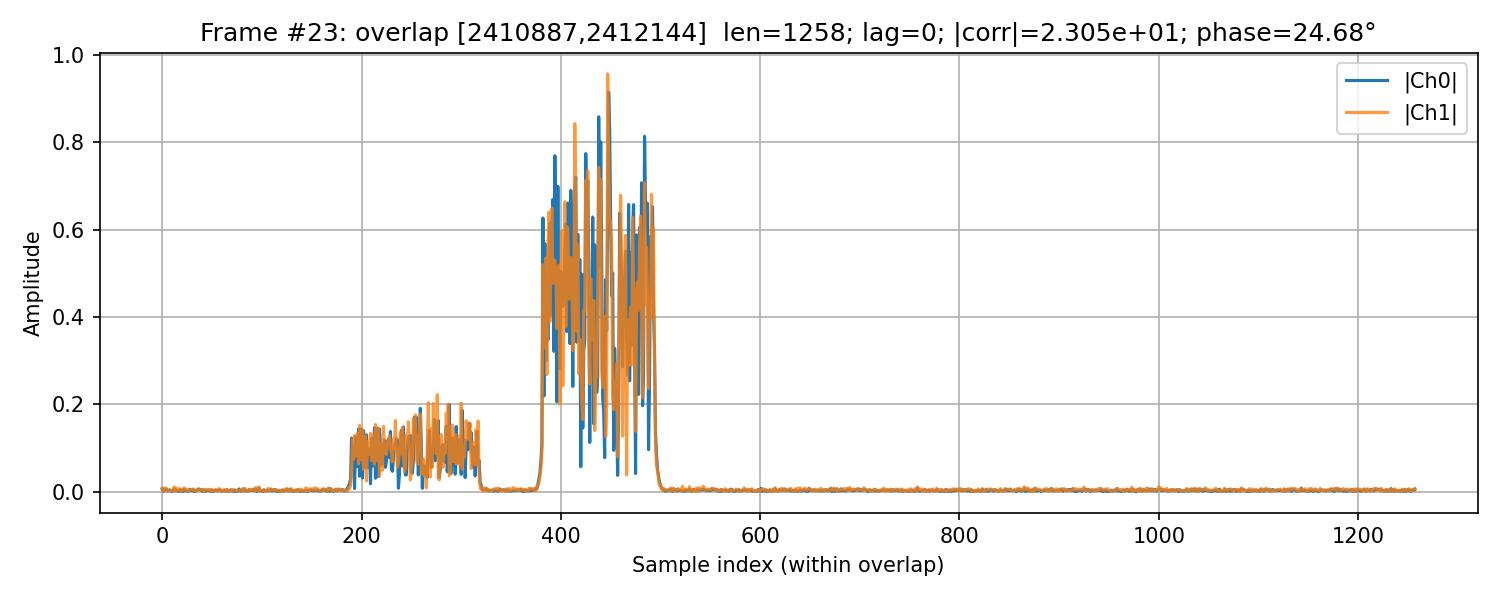 Frame #23: overlap [2410887,2412144]  len=1258; lag=0; |corr|=2.305e+01; phase=24.68°
|Ch0|
|Ch1|
Amplitude
1.0
0.8
0.6
0.4
0.2
0.0
0
200
400
600
800
1000
1200
Sample index (within overlap)